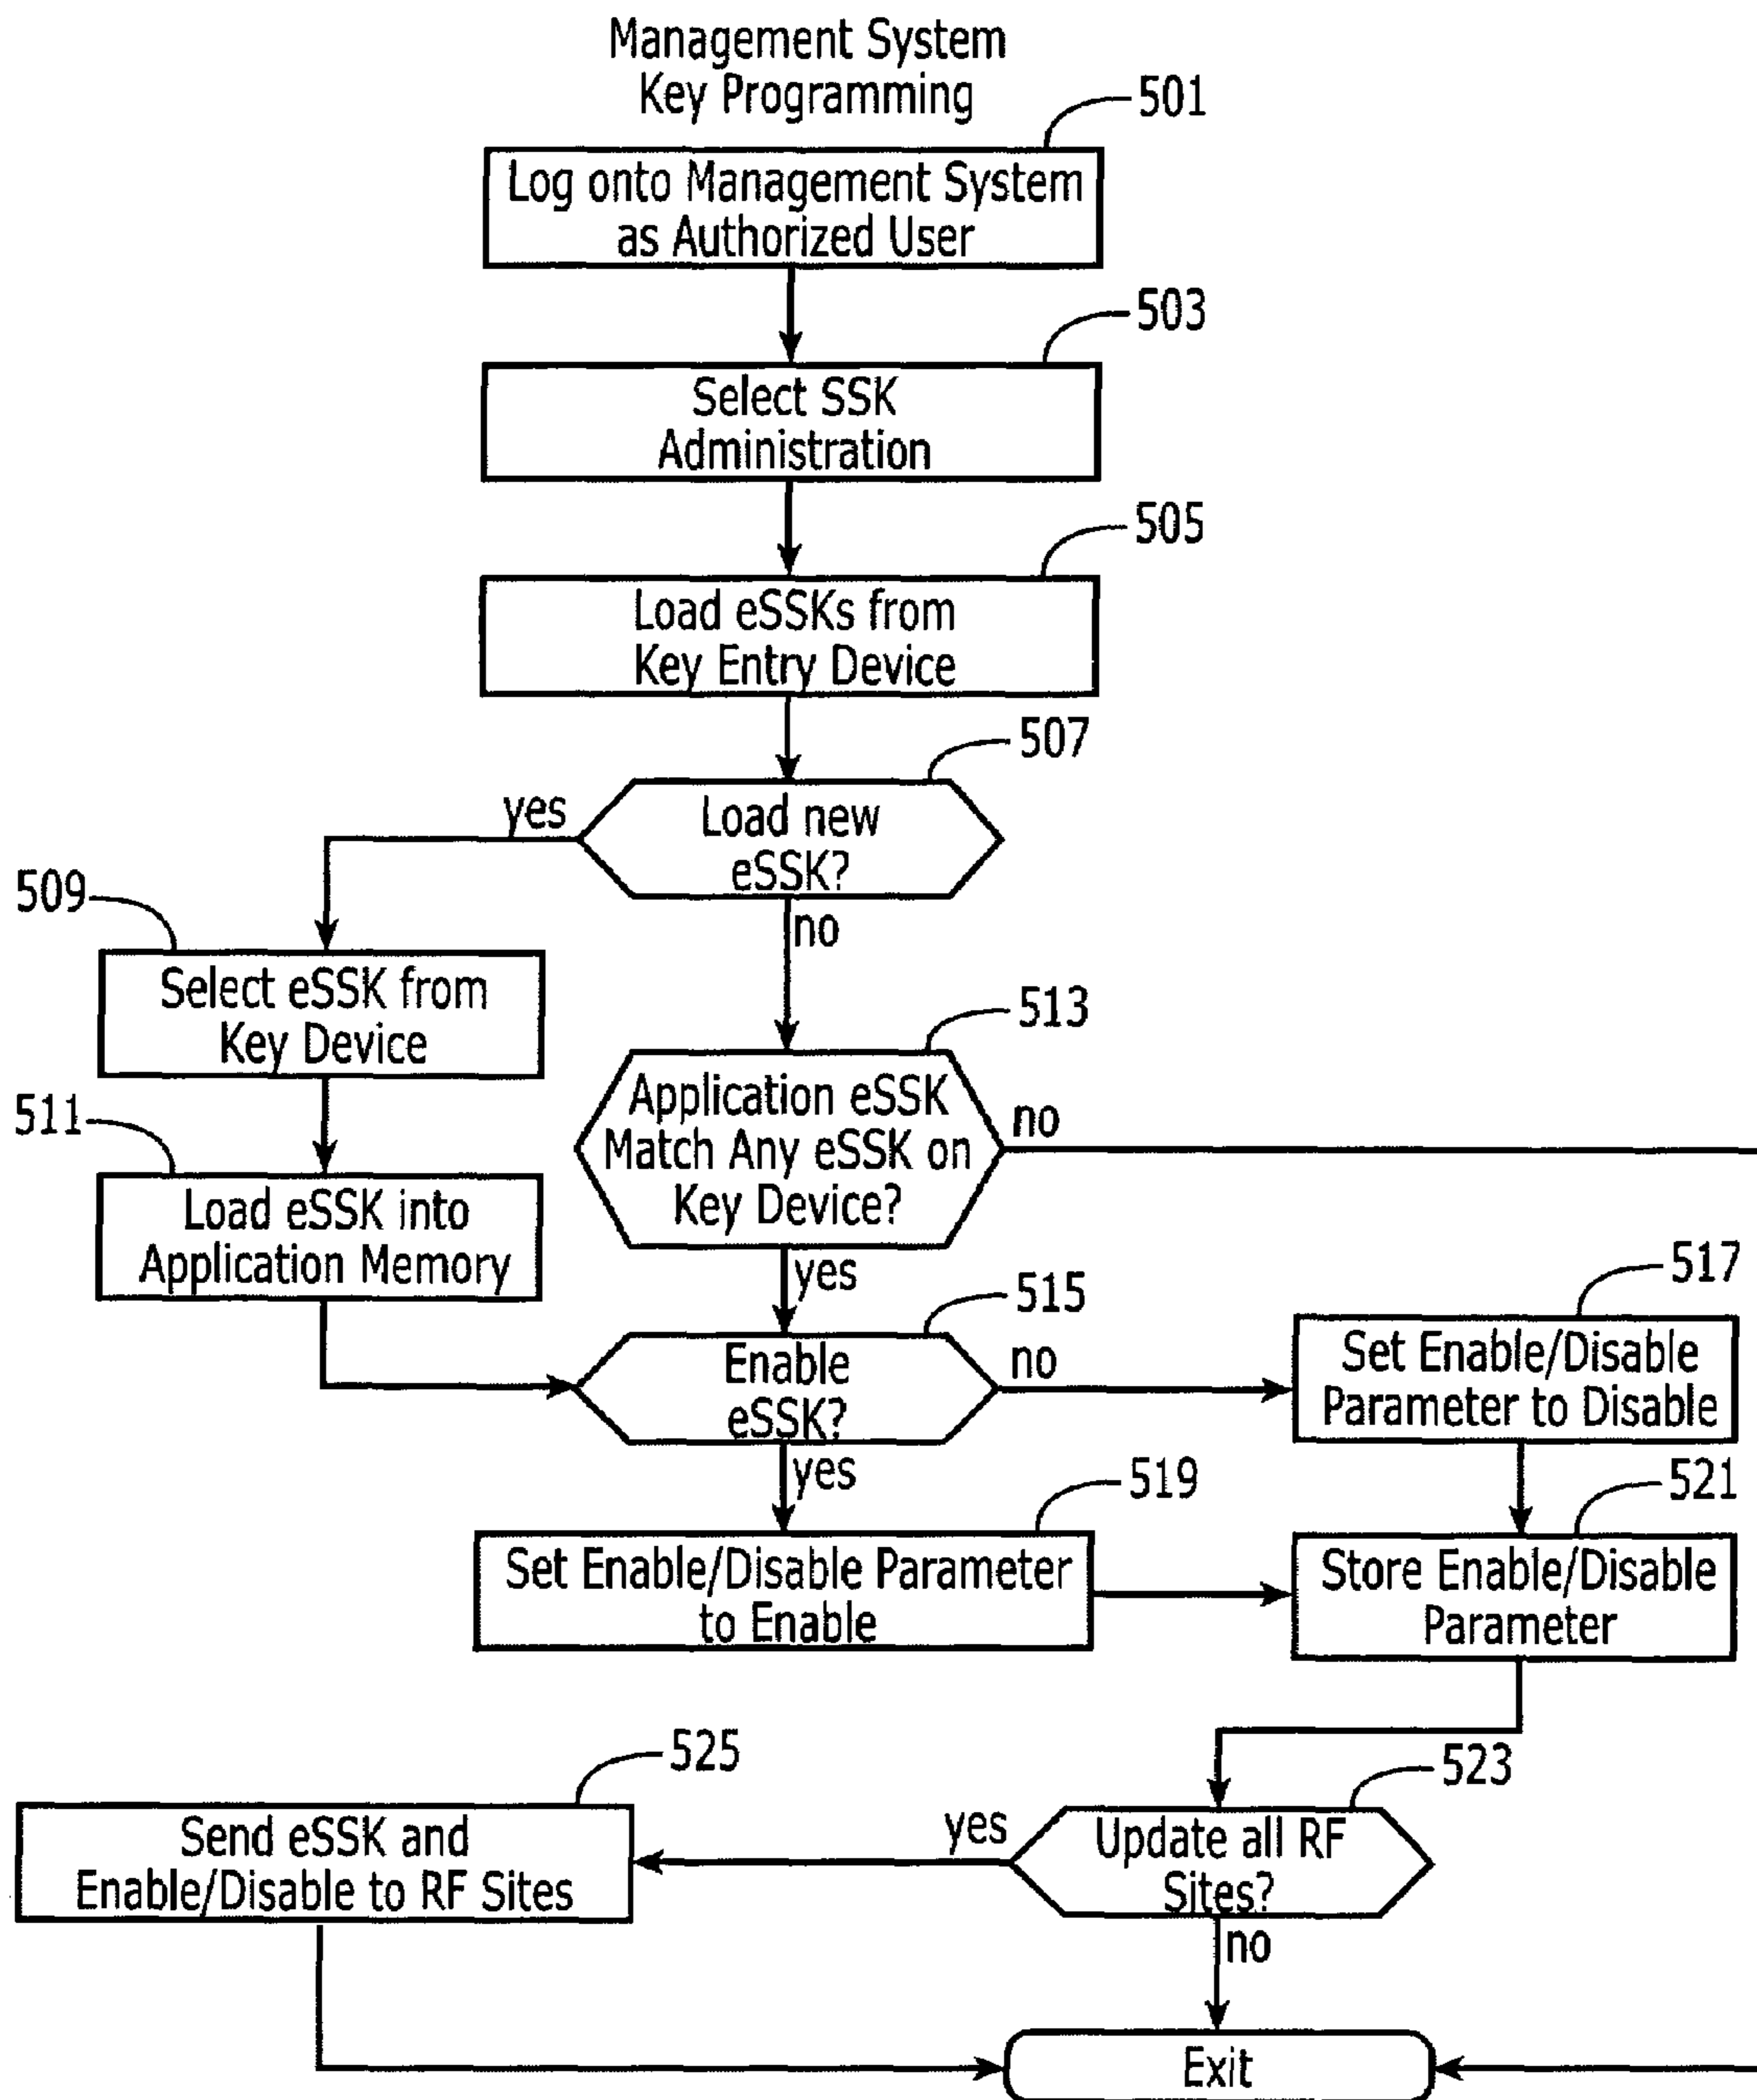 Management System
Key Programming
501
Log onto Management System
as Authorized User
503
Select SSK
Administration
505
Load eSSKs from
Key Entry Device
507
yes
Load new
eSSK?
509
no
Select eSSK from
Key Device
513
511
Application eSSK
Match Any eSSK on
Key Device?
no
Load eSSK into
Application Memory
yes
515
517
Enable
eSSK?
no
Set Enable/Disable
Parameter to Disable
yes
519
521
Set Enable/Disable Parameter
to Enable
Store Enable/Disable
Parameter
525
523
Send eSSK and
Enable/Disable to RF Sites
yes
Update all RF
Sites?
no
Exit